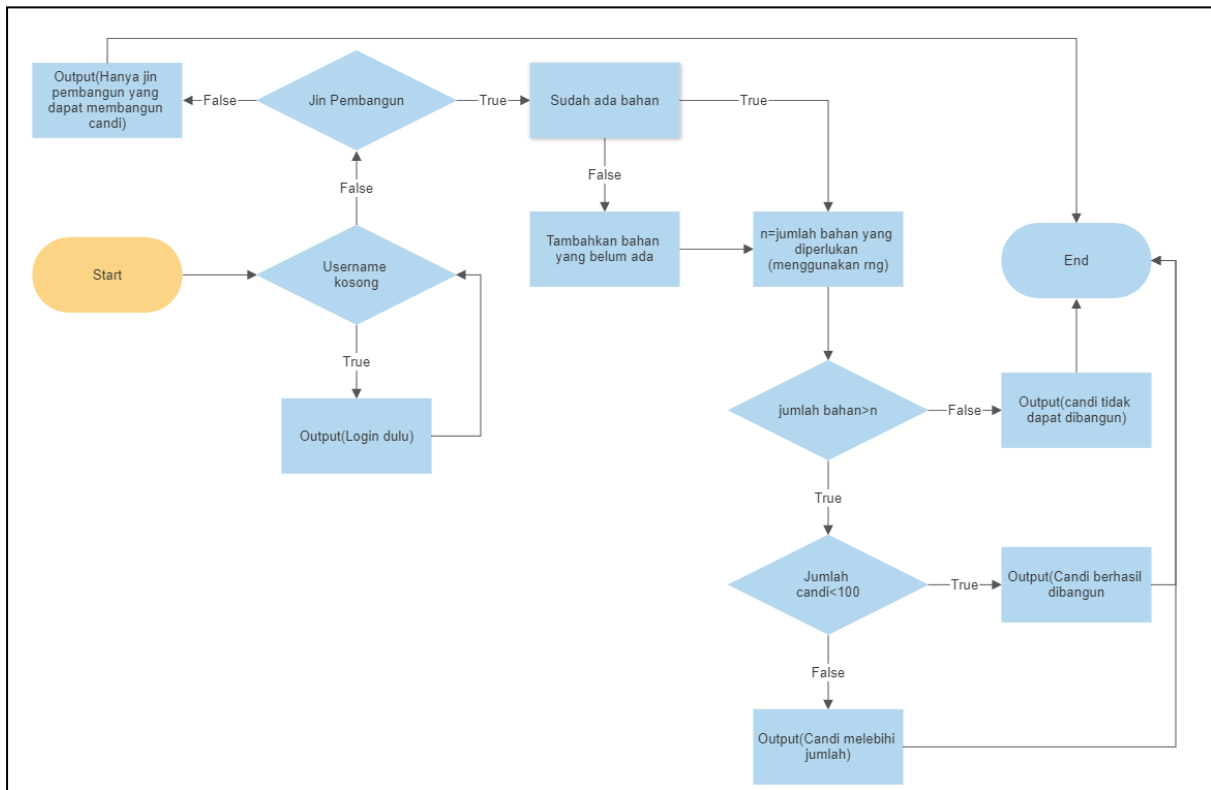 Output(Hanya jin
pembangun yang
dapat membangun
candi)
False
Jin Pembangun
True
Sudah ada bahan
True
False
False
Start
Username
kosong
Tambahkan bahan
yang belum ada
n=jumlah bahan yang
diperlukan
(menggunakan rng)
End
True
Output(Login dulu)
jumlah bahan>n
False
Output(candi tidak
dapat dibangun)
True
Jumlah
candi<100
True
Output(Candi berhasil
dibangun
False
Output(Candi melebihi
jumlah)